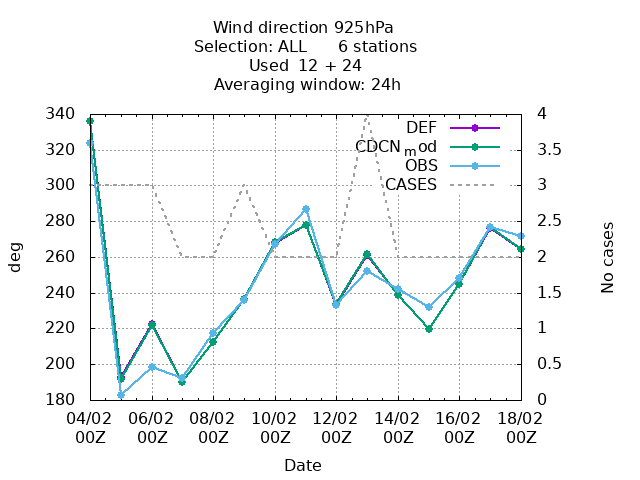 Wind direction 925hPa
Selection: ALL      6 stations
Used  12 + 24
Averaging window: 24h
340 4
DEF
320 CDCNmod 3.5
OBS
300 CASES 3
280 2.5
260 2
240 1.5
220 1
200 0.5
180 0
deg
No cases
04/02 06/02 08/02 10/02 12/02 14/02 16/02 18/02
00Z 00Z 00Z 00Z 00Z 00Z 00Z 00Z
Date